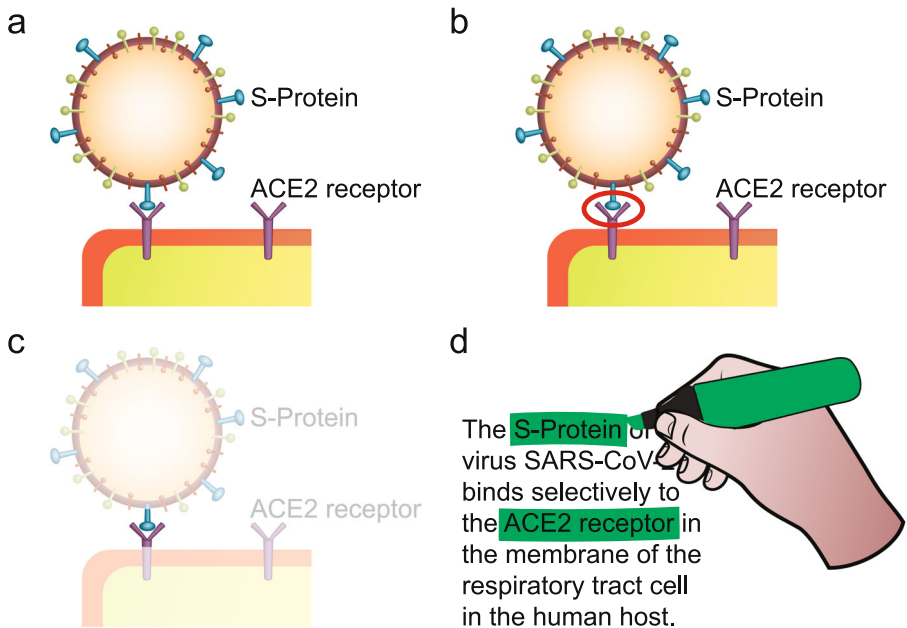 a
S-Protein
ACE2 receptor
b
S-Protein
ACE2 receptor
c
S-Protein
ACE2 receptor
d
The S-Protein of
virus SARS-CoV-2
binds selectively to
the ACE2 receptor in
the membrane of the
respiratory tract cell
in the human host.